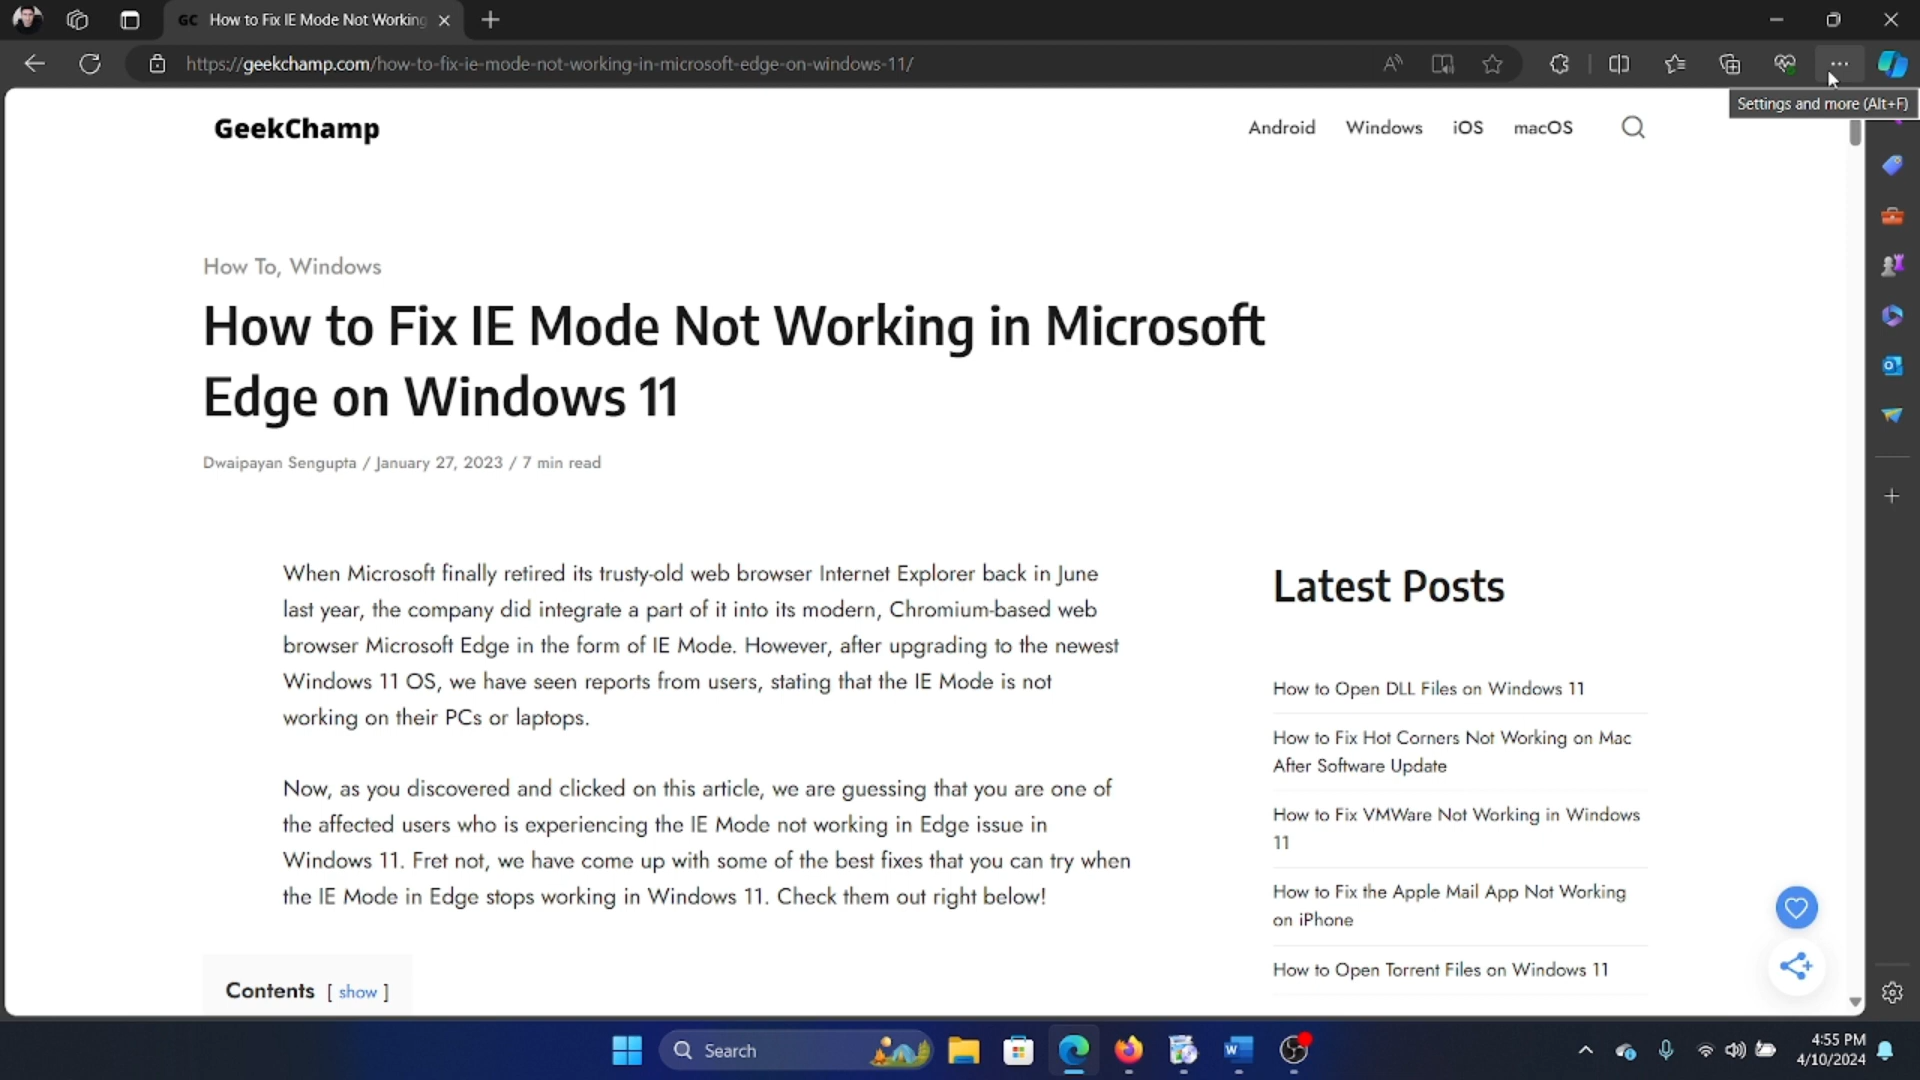 GC How to Fix IE Mode Not Working
https://geekchamp.com/how-to-fix-ie-mode-not-working-in-microsoft-edge-on-windows-11/
Settings and more (Alt+F)
GeekChamp
Android Windows iOS macOS
How To, Windows
How to Fix IE Mode Not Working in Microsoft
Edge on Windows 11
Dwaipayan Sengupta / January 27, 2023 / 7 min read
When Microsoft finally retired its trusty-old web browser Internet Explorer back in June
last year, the company did integrate a part of it into its modern, Chromium-based web
browser Microsoft Edge in the form of IE Mode. However, after upgrading to the newest
Windows 11 OS, we have seen reports from users, stating that the IE Mode is not
working on their PCs or laptops.
Now, as you discovered and clicked on this article, we are guessing that you are one of
the affected users who is experiencing the IE Mode not working in Edge issue in
Windows 11. Fret not, we have come up with some of the best fixes that you can try when
the IE Mode in Edge stops working in Windows 11. Check them out right below!
Contents [ show ]
Latest Posts
How to Open DLL Files on Windows 11
How to Fix Hot Corners Not Working on Mac
After Software Update
How to Fix VMWare Not Working in Windows
11
How to Fix the Apple Mail App Not Working
on iPhone
How to Open Torrent Files on Windows 11
Search
4:55 PM
4/10/2024